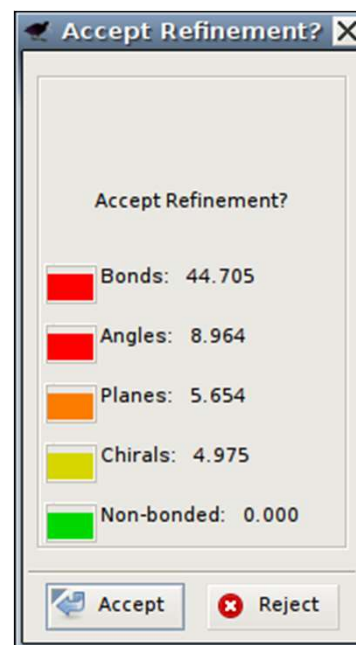 Accept Refinement?
Accept Refinement?
Bonds: 44.705
Angles: 8.964
Planes: 5.654
Chirals: 4.975
Non-bonded: 0.000
Accept Reject